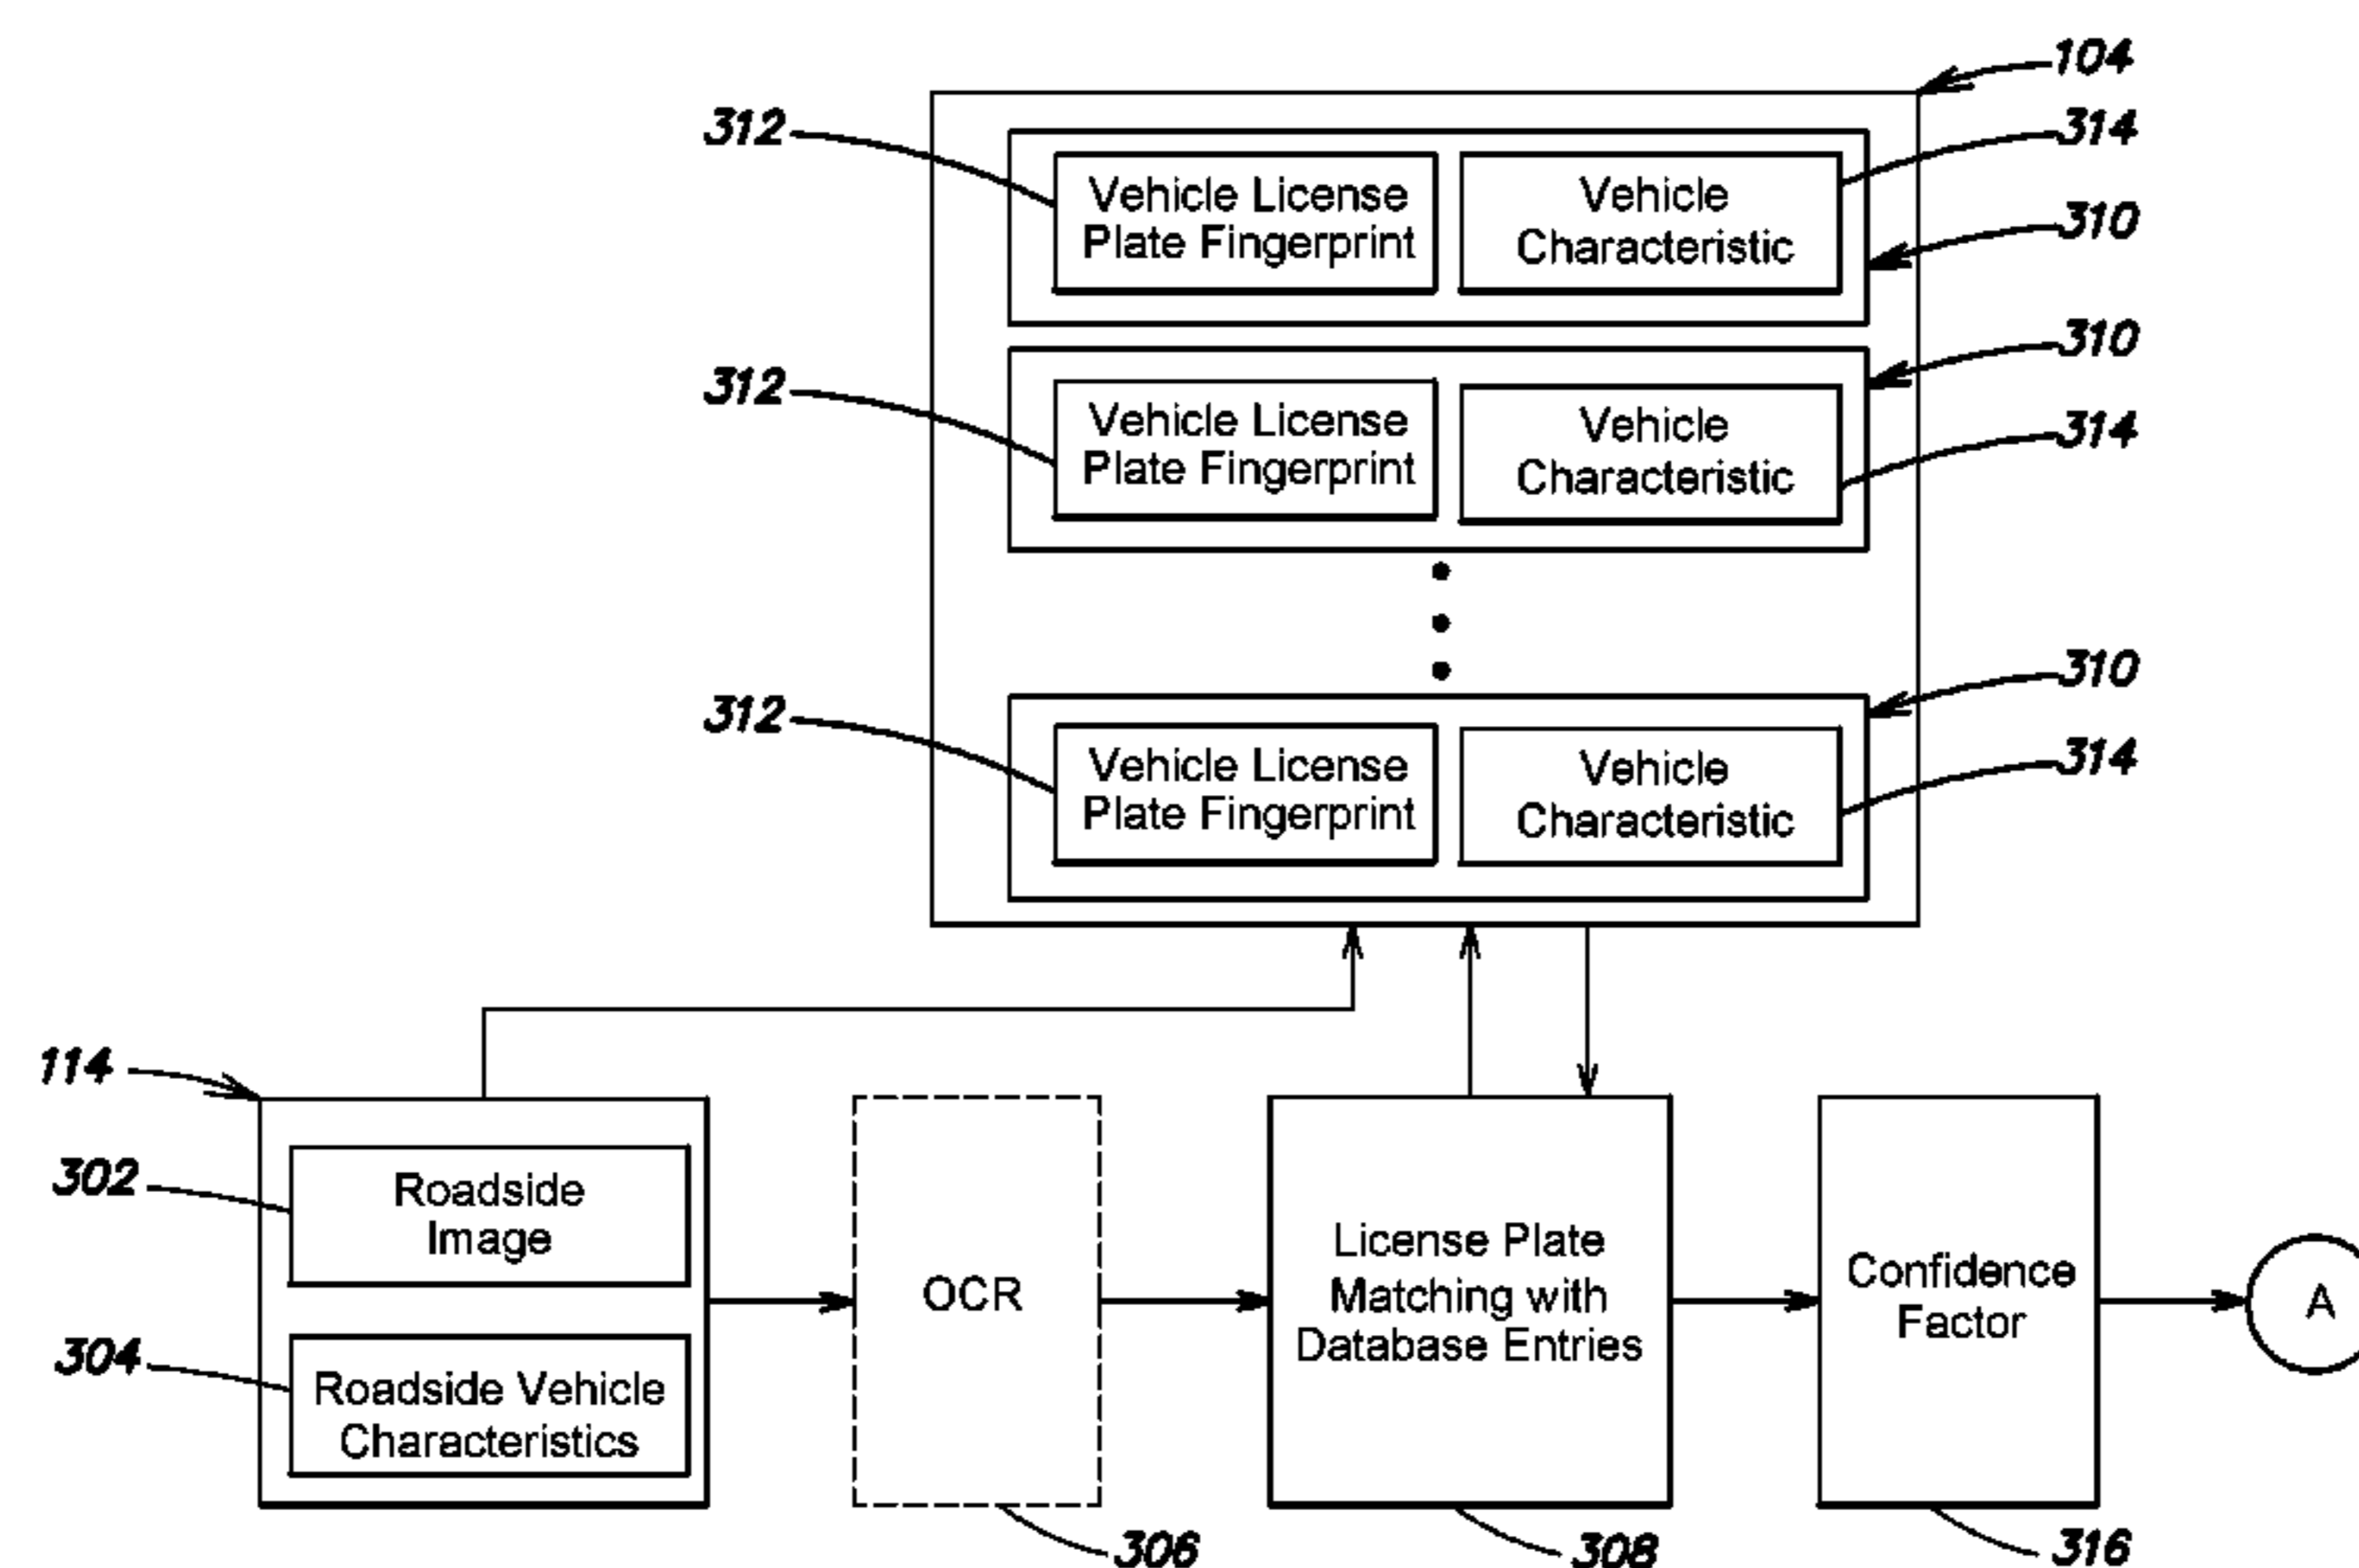 104
312
314
Vehicle License
Plate Fingerprint
Vehicle
Characteristic
310
310
312
Vehicle License
Plate Fingerprint
Vehicle
Characteristic
314
310
312
Vehicle License
Plate Fingerprint
Vehicle
Characteristic
314
114
302
Roadside
Image
304
Roadside Vehicle
Characteristics
OCR
License Plate
Matching with
Database Entries
Confidence
Factor
A
306
308
316